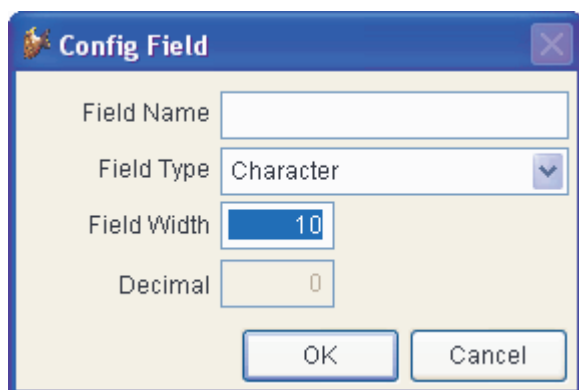 Config Field
Field Name
Field Type Character
Field Width 10
Decimal 0
OK Cancel